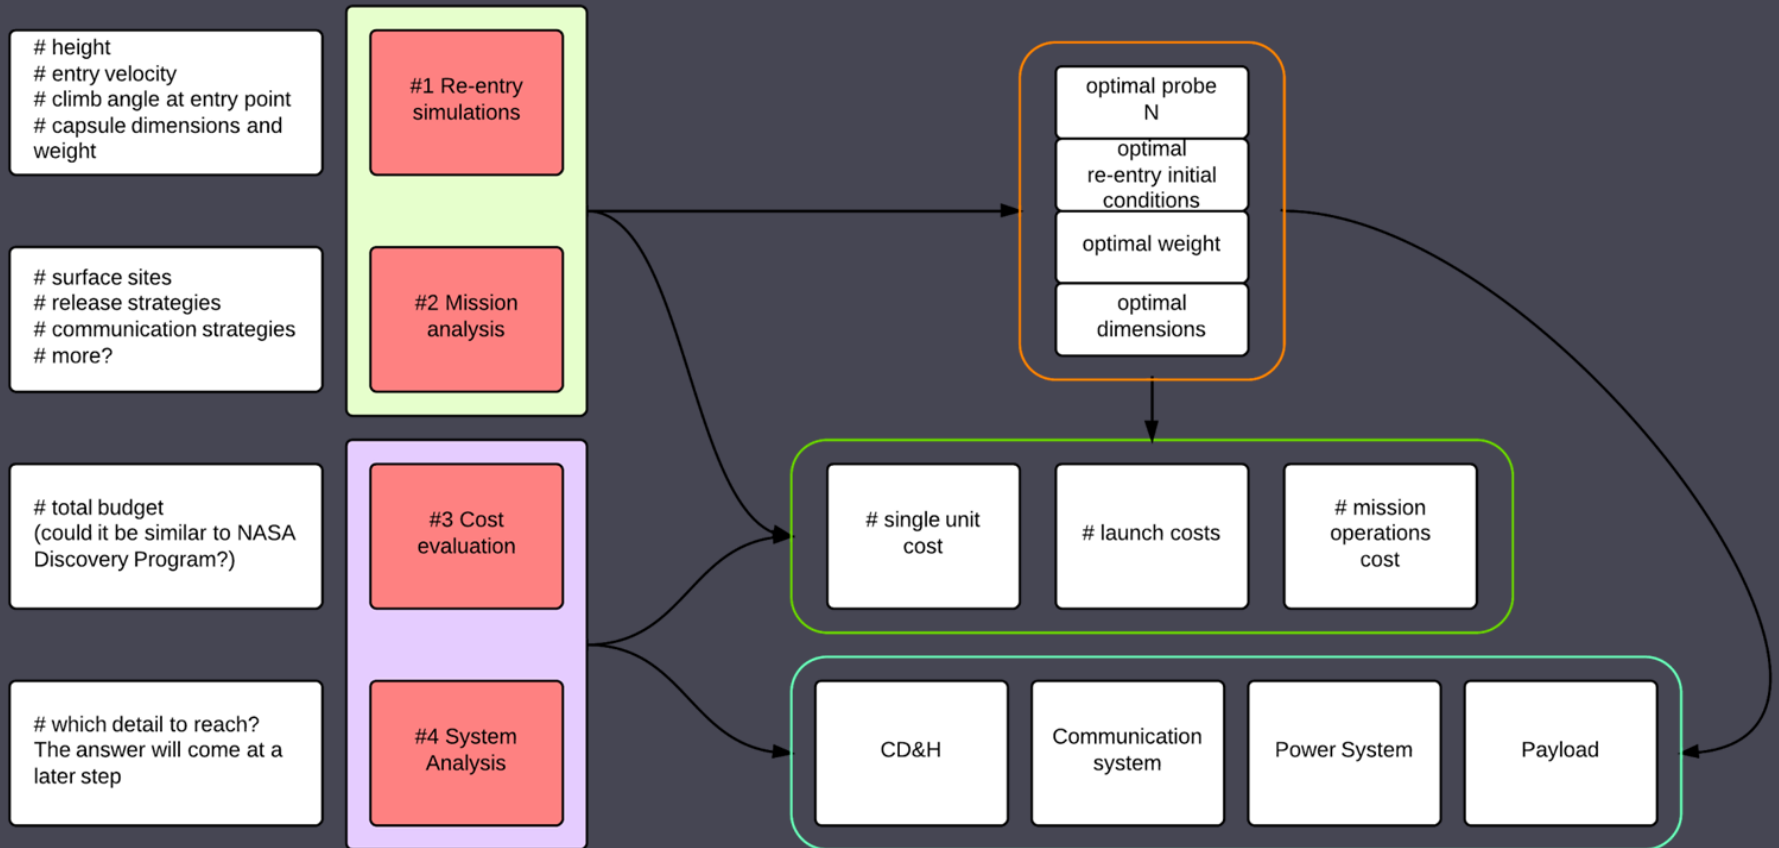 # height
# entry velocity
# climb angle at entry point
# capsule dimensions and
weight
#1 Re-entry
simulations
# surface sites
# release strategies
# communication strategies
# more?
#2 Mission
analysis
# total budget
(could it be similar to NASA
Discovery Program?)
#3 Cost
evaluation
# which detail to reach?
The answer will come at a
later step
#4 System
Analysis
optimal probe
N
optimal
re-entry initial
conditions
optimal weight
optimal
dimensions
# single unit
cost
# launch costs
# mission
operations
cost
CD&H
Communication
system
Power System
Payload